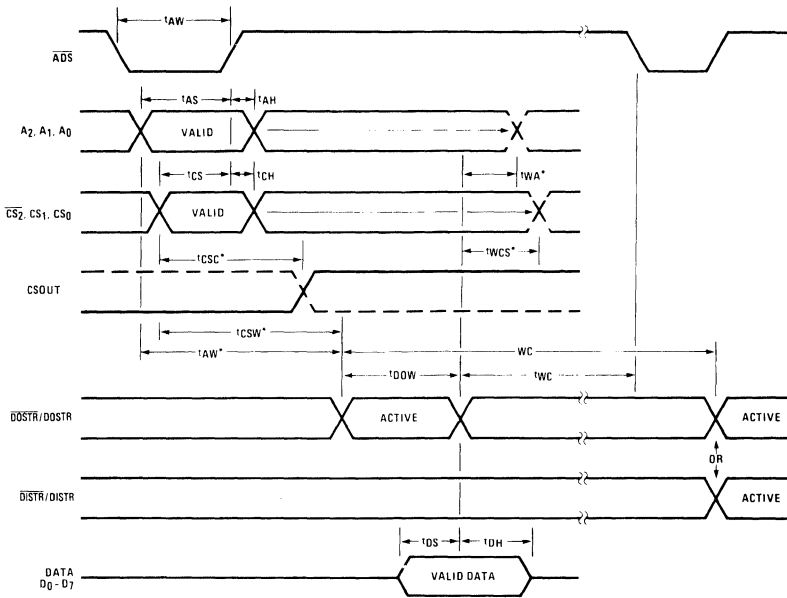 tAW
ADS
tAS
tAH
A2, A1, A0
VALID
tWA*
tCS
tCH
CS2, CS1, CS0
VALID
tWCS*
tCSC*
CSOUT
tCSW*
tAW*
WC
tDOW
tWC
DOSTR/DOSTR
ACTIVE
ACTIVE
OR
DISTR/DISTR
ACTIVE
tDS
tDH
DATA
D0 - D7
VALID DATA